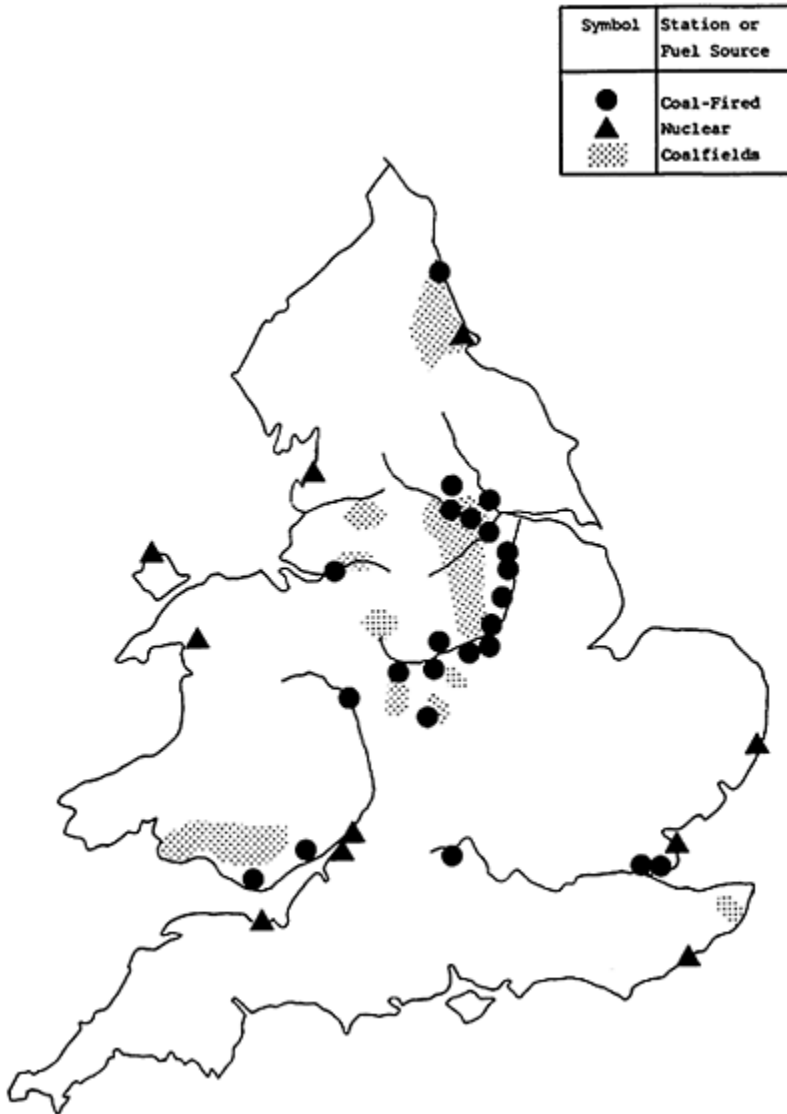 Symbol Station or
Fuel Source
Coal-Fired
Nuclear
Coalfields